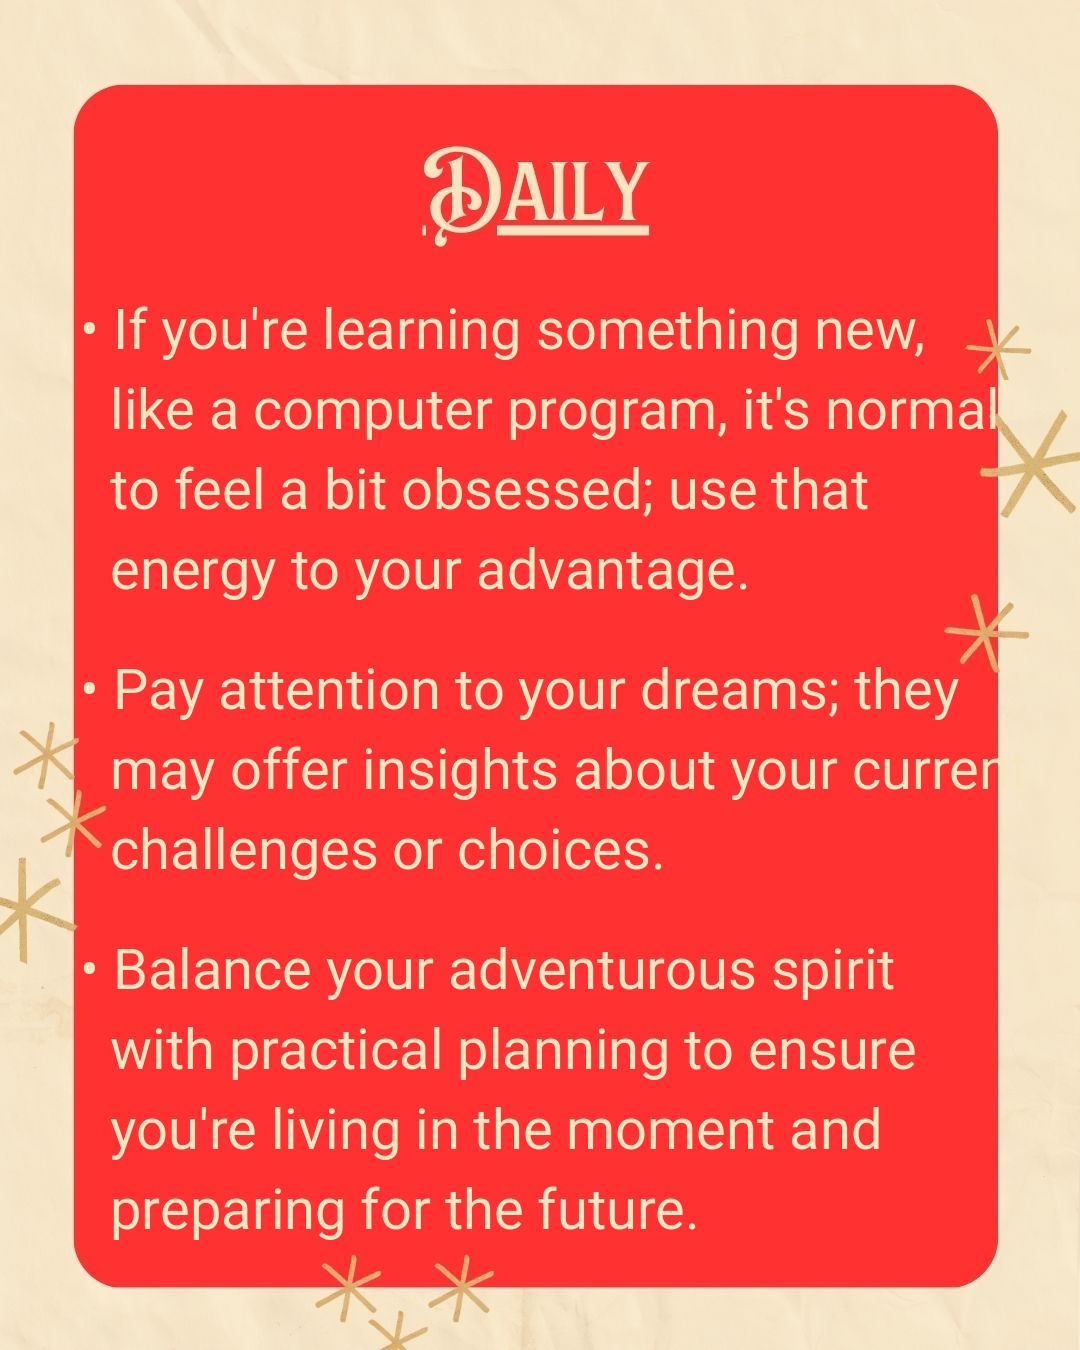 Daily
• If you're learning something new,
like a computer program, it's normal
to feel a bit obsessed; use that
energy to your advantage.
• Pay attention to your dreams; they
may offer insights about your curren
challenges or choices.
• Balance your adventurous spirit
with practical planning to ensure
you're living in the moment and
preparing for the future.